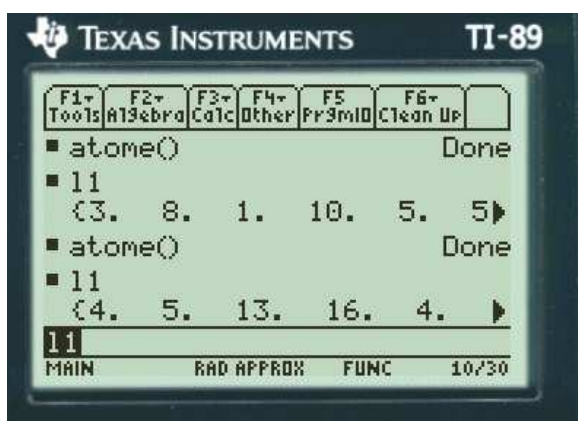 TEXAS INSTRUMENTS TI-89
F1 F2 F3 F4 F5 F6
Tools Algebra Calc Other PrgmIO Clean Up
atome() Done
l1
{3. 8. 1. 10. 5. 5
atome() Done
l1
{4. 5. 13. 16. 4.
l1
MAIN RAD APPROX FUNC 10/30